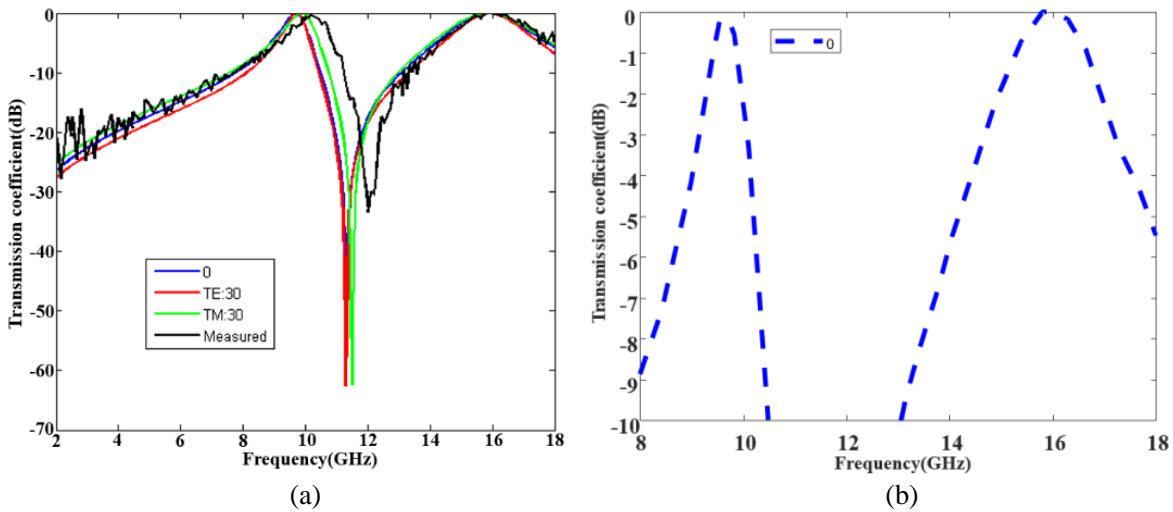 0
-10
-20
-30
-40
-50
-60
-70
Transmission coefficient(dB)
0
TE:30
TM:30
Measured
2 4 6 8 10 12 14 16 18
Frequency(GHz)
(a)
0
-1
-2
-3
-4
-5
-6
-7
-8
-9
-10
Transmission coefficient(dB)
0
8 10 12 14 16 18
Frequency(GHz)
(b)